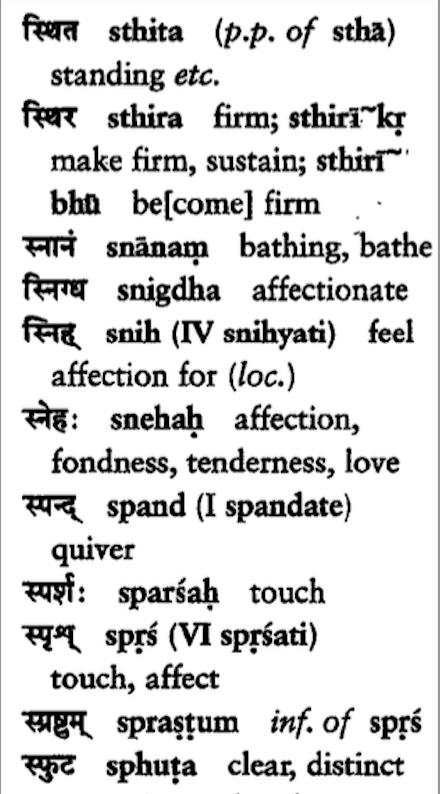 स्थित sthita (p.p. of sthā)
standing etc.
स्थिर sthira firm; sthirī~kṛ
make firm, sustain; sthirī~
bhū be[come] firm
स्नानं snānaṃ bathing, bathe
स्निग्ध snigdha affectionate
स्निह् snih (IV snihyati) feel
affection for (loc.)
स्नेहः snehaḥ affection,
fondness, tenderness, love
स्पन्द् spand (I spandate)
quiver
स्पर्शः sparśaḥ touch
स्पृश् spṛś (VI spṛśati)
touch, affect
स्प्रष्टुम् spraṣṭum inf. of spṛś
स्फुट sphuṭa clear, distinct